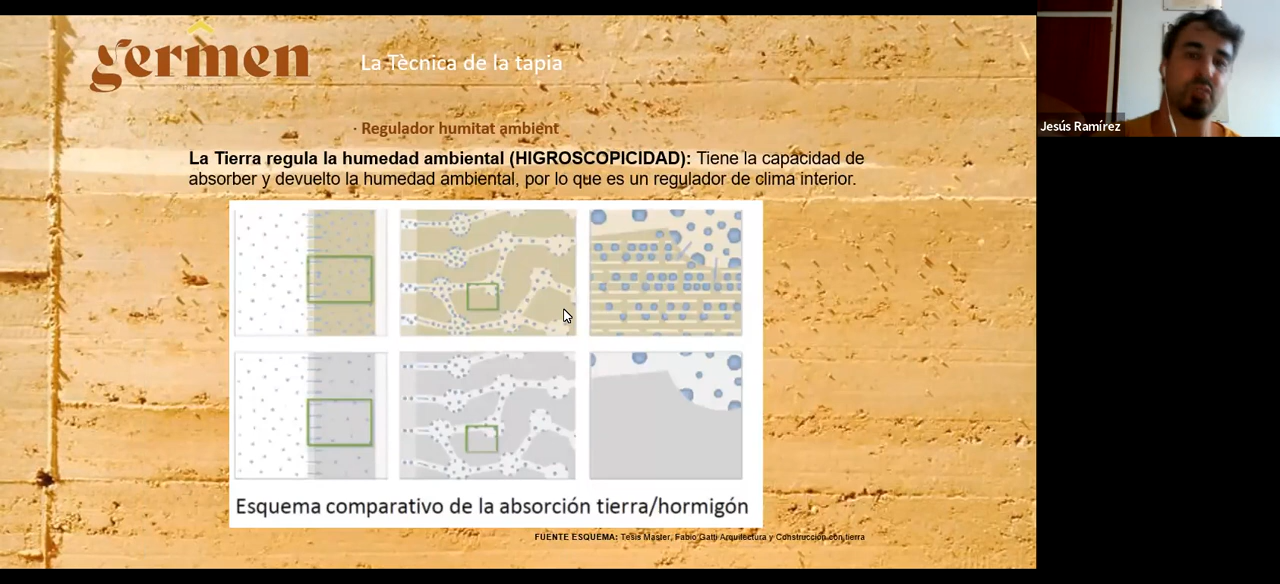 germen
La Tècnica de la tapia
· Regulador humitat ambient
La Tierra regula la humedad ambiental (HIGROSCOPICIDAD): Tiene la capacidad de
absorber y devuelto la humedad ambiental, por lo que es un regulador de clima interior.
Esquema comparativo de la absorción tierra/hormigón
FUENTE ESQUEMA: Tesis Master, Fabio Gatti Arquitectura y Construcción con tierra
Jesús Ramírez